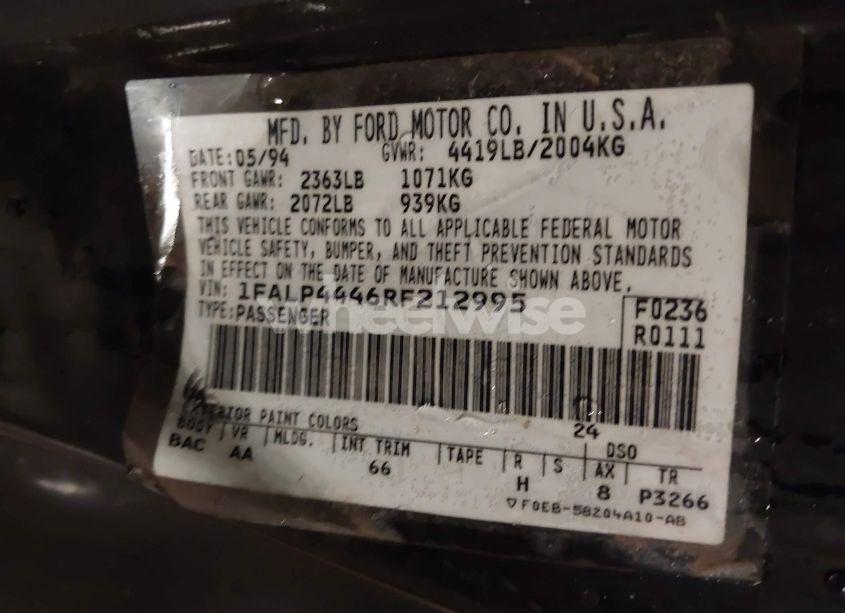 MFD. BY FORD MOTOR CO. IN U.S.A.
DATE: 05/94 GVWR: 4419LB/2004KG
FRONT GAWR: 2363LB 1071KG
REAR GAWR: 2072LB 939KG
THIS VEHICLE CONFORMS TO ALL APPLICABLE FEDERAL MOTOR
VEHICLE SAFETY, BUMPER, AND THEFT PREVENTION STANDARDS
IN EFFECT ON THE DATE OF MANUFACTURE SHOWN ABOVE.
VIN: 1FALP4446RF212995 F0236
TYPE: PASSENGER R0111
wheelwise
EXTERIOR PAINT COLORS 24 DSO
BODY VR MLDG. INT TRIM TAPE R S AX TR
BAC AA 66 H 8 P3266
F0EB-5B204A10-AB